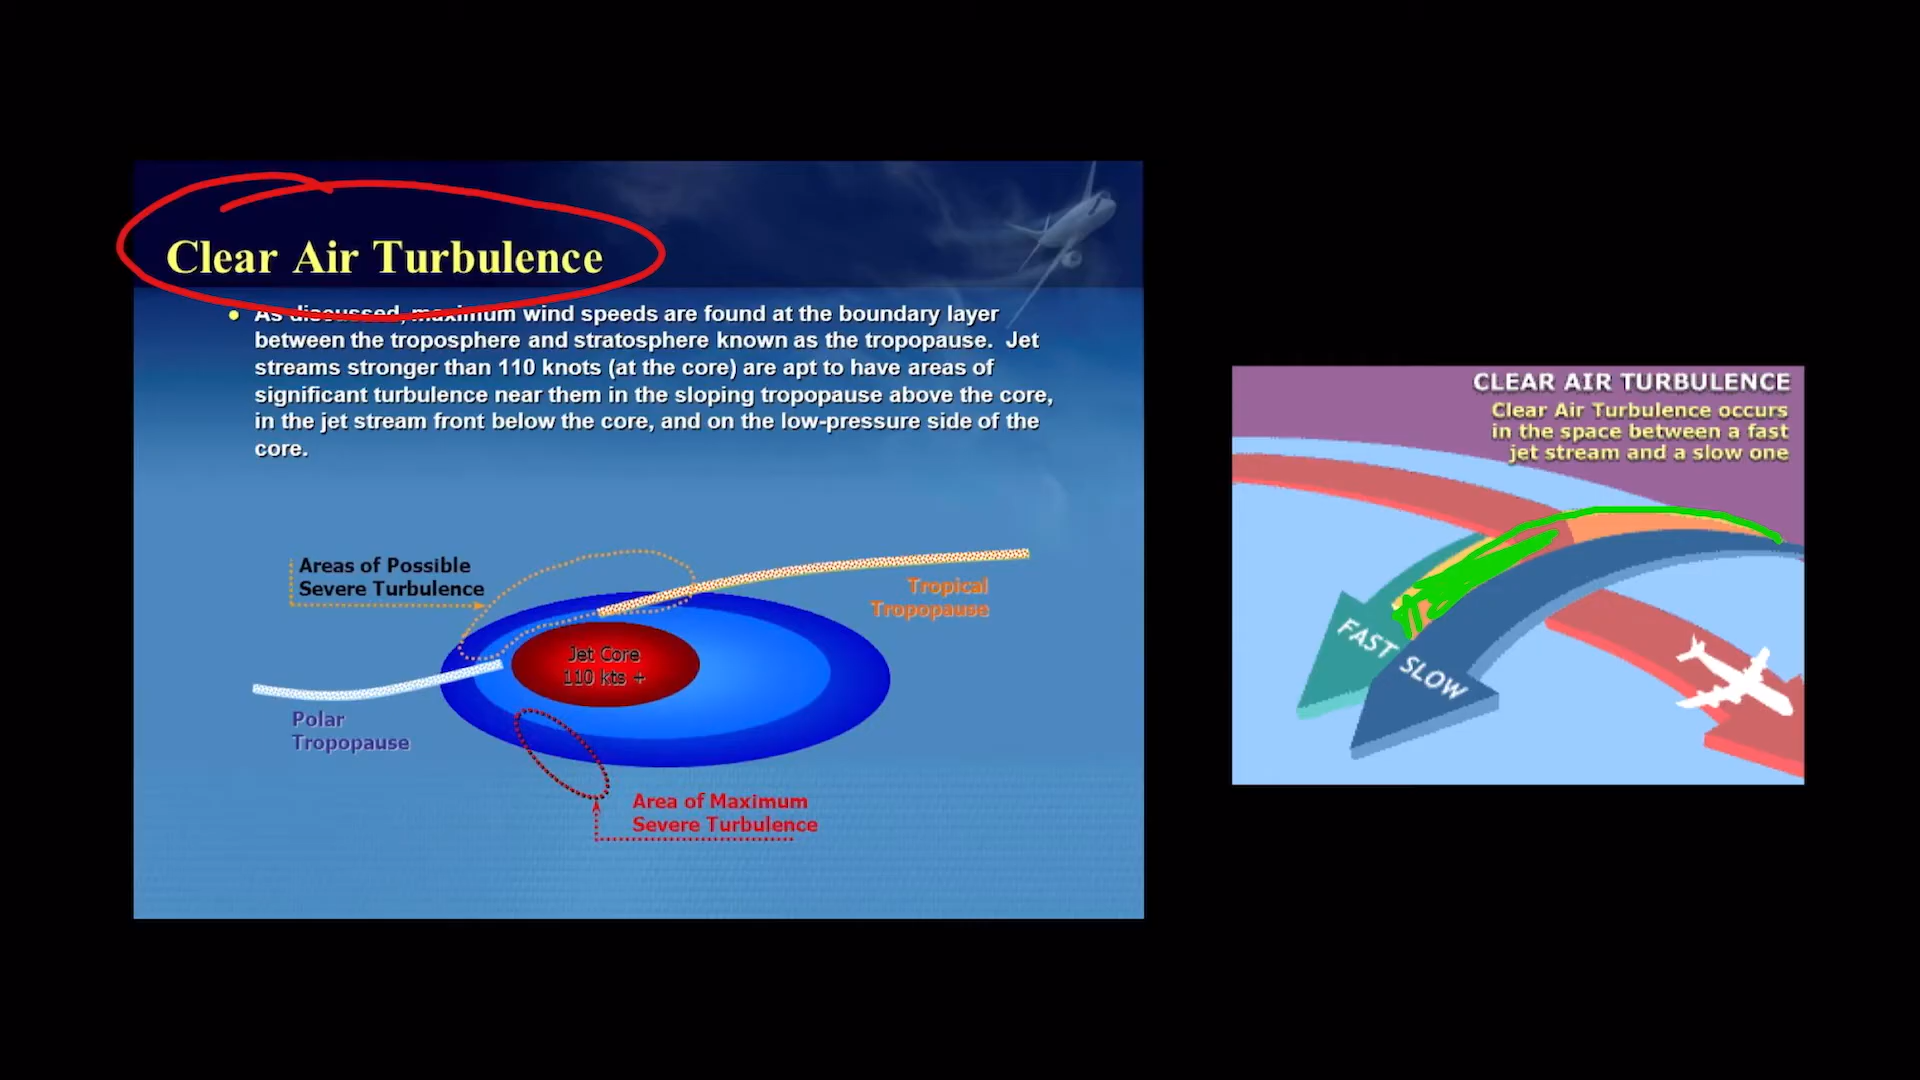 Clear Air Turbulence
As discussed, maximum wind speeds are found at the boundary layer
between the troposphere and stratosphere known as the tropopause. Jet
streams stronger than 110 knots (at the core) are apt to have areas of
significant turbulence near them in the sloping tropopause above the core,
in the jet stream front below the core, and on the low-pressure side of the
core.
Areas of Possible
Severe Turbulence
Tropical
Tropopause
Jet Core
110 kts +
Polar
Tropopause
Area of Maximum
Severe Turbulence
CLEAR AIR TURBULENCE
Clear Air Turbulence occurs
in the space between a fast
jet stream and a slow one
FAST
SLOW